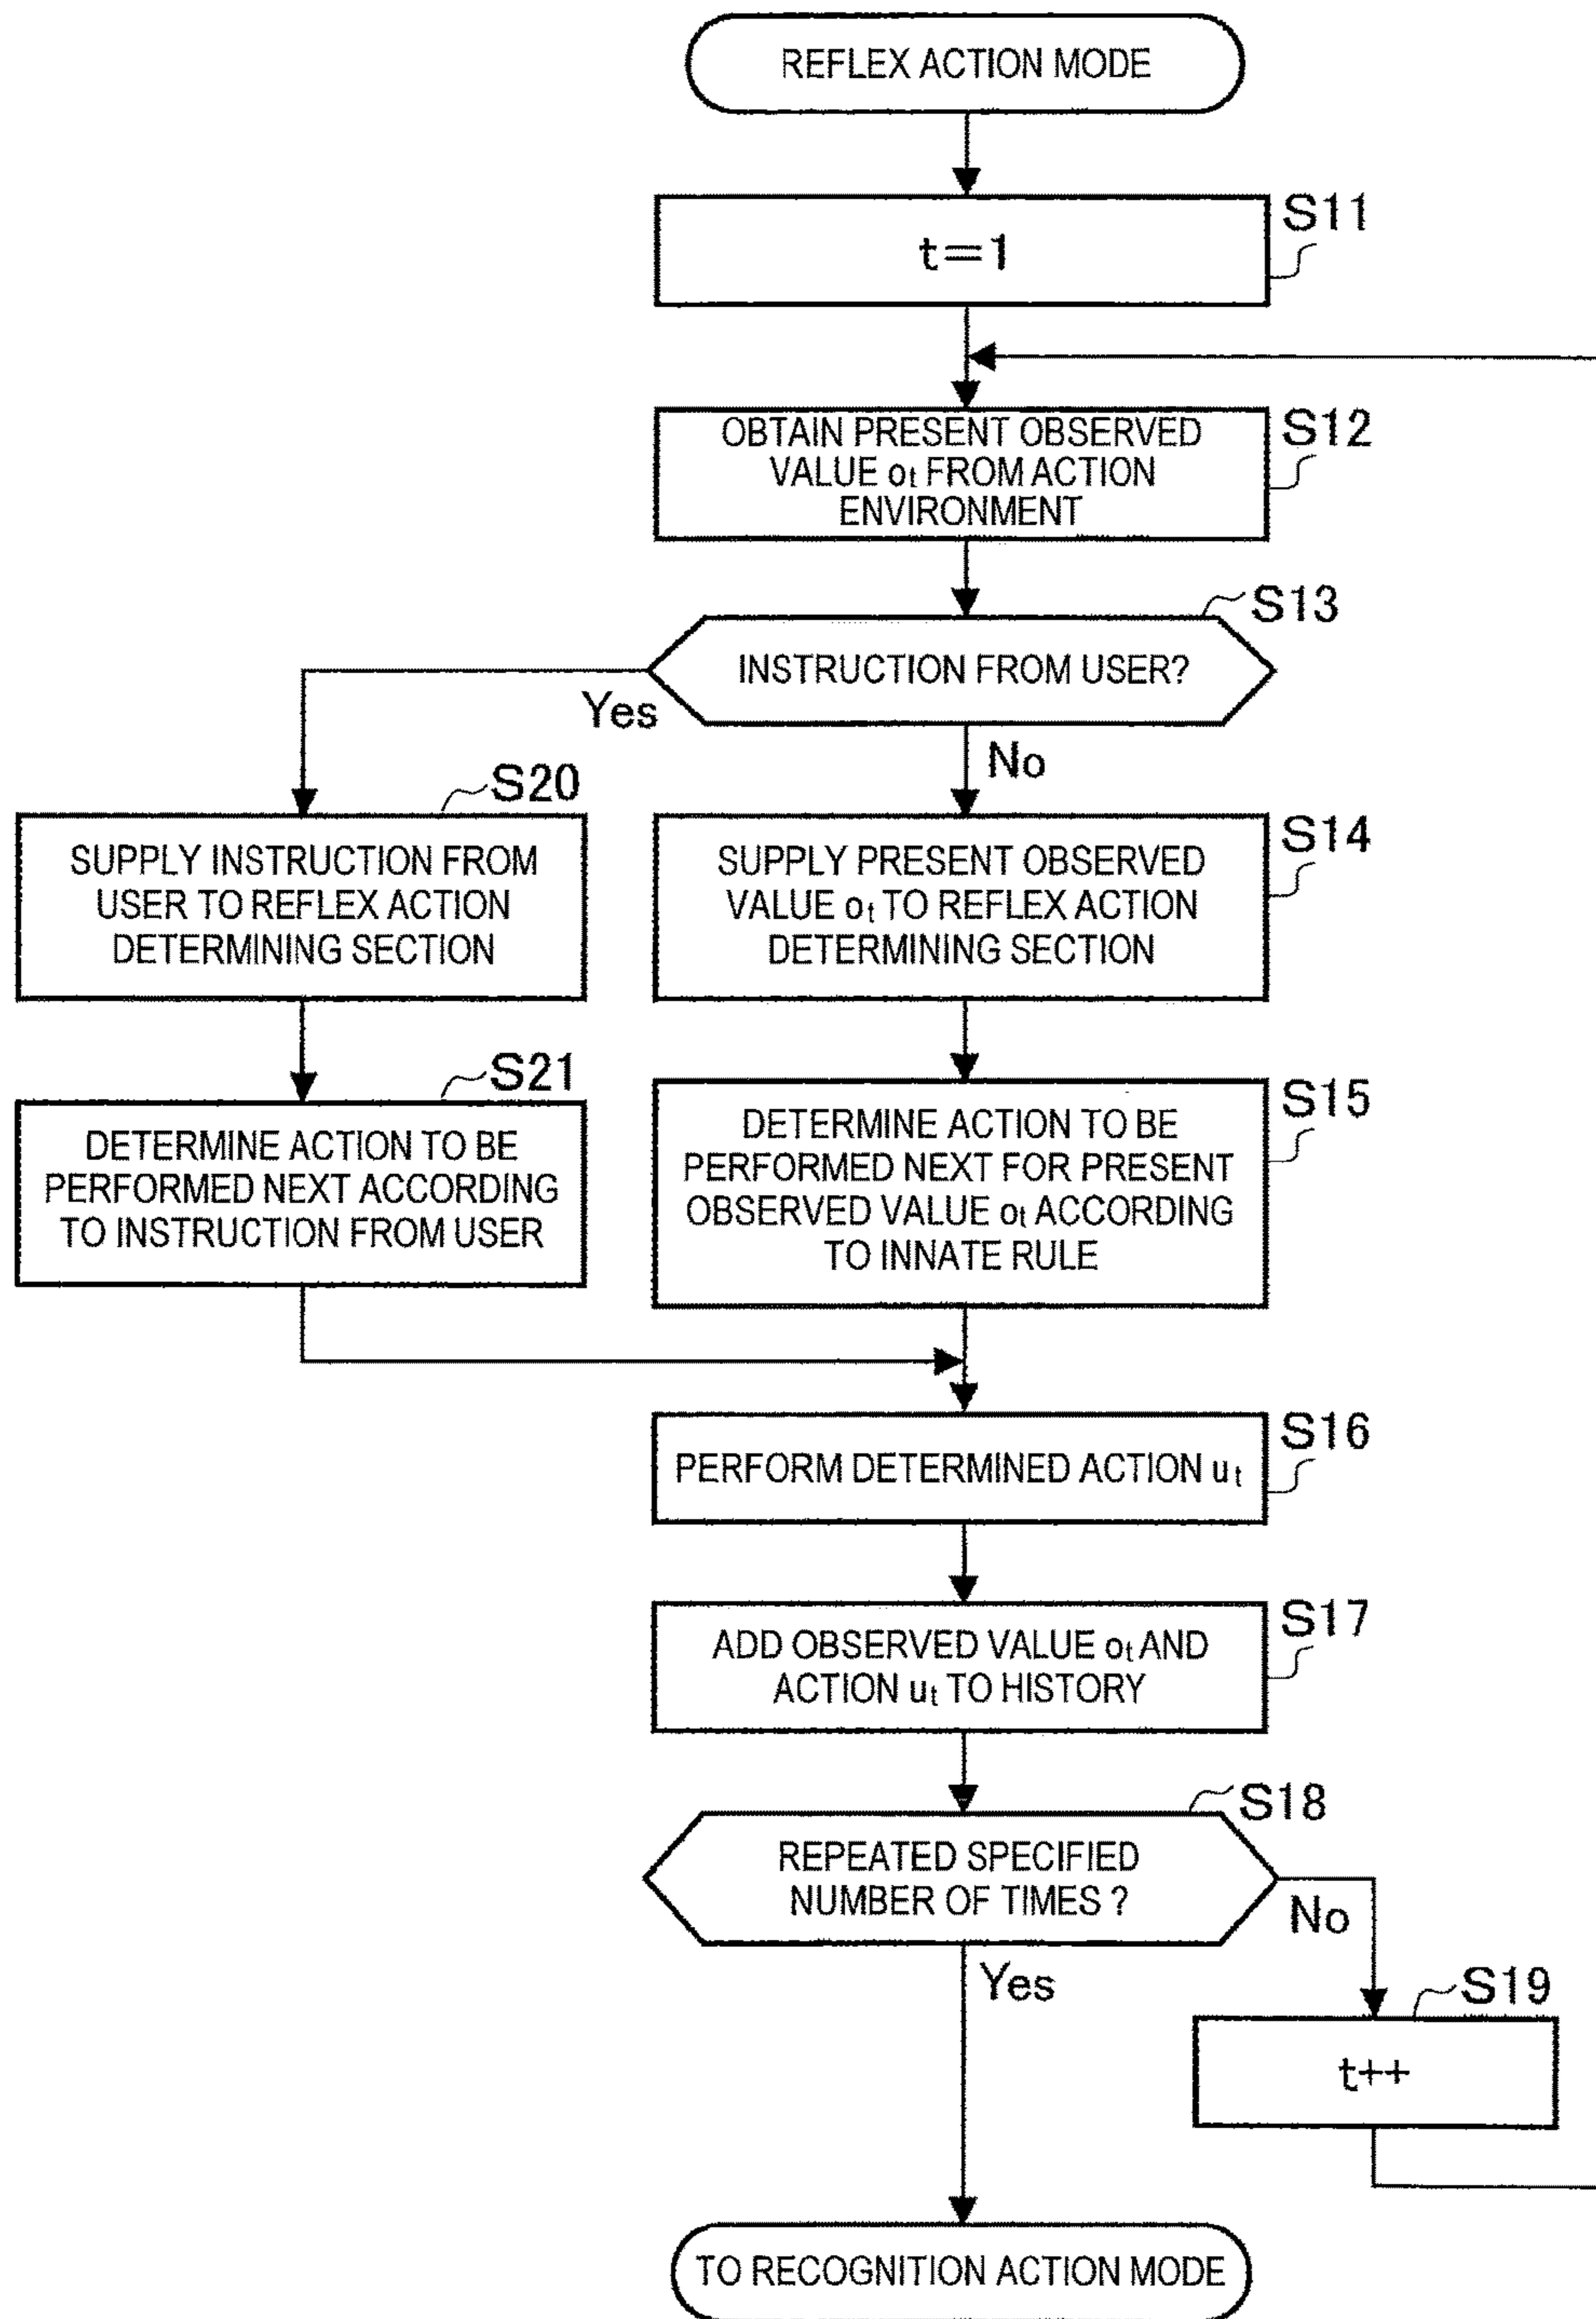 REFLEX ACTION MODE
S11
t=1
S12
OBTAIN PRESENT OBSERVED
VALUE ot FROM ACTION
ENVIRONMENT
S13
INSTRUCTION FROM USER?
Yes
No
S20
SUPPLY INSTRUCTION FROM
USER TO REFLEX ACTION
DETERMINING SECTION
S14
SUPPLY PRESENT OBSERVED
VALUE ot TO REFLEX ACTION
DETERMINING SECTION
S21
DETERMINE ACTION TO BE
PERFORMED NEXT ACCORDING
TO INSTRUCTION FROM USER
S15
DETERMINE ACTION TO BE
PERFORMED NEXT FOR PRESENT
OBSERVED VALUE ot ACCORDING
TO INNATE RULE
S16
PERFORM DETERMINED ACTION ut
S17
ADD OBSERVED VALUE ot AND
ACTION ut TO HISTORY
S18
REPEATED SPECIFIED
NUMBER OF TIMES ?
No
Yes
S19
t++
TO RECOGNITION ACTION MODE